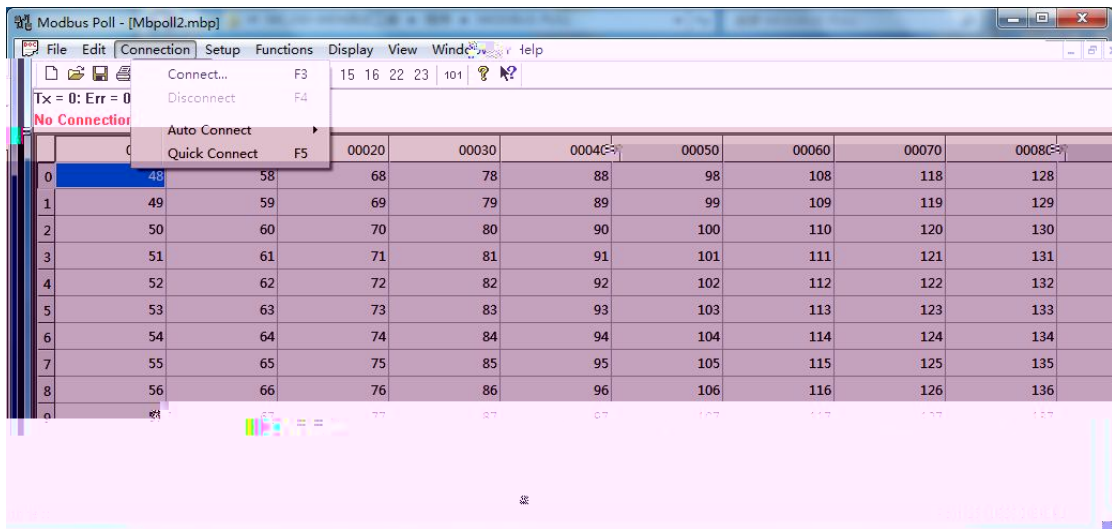 Modbus Poll - [Mbpoll2.mbp]
File Edit Connection Setup Functions Display View
15 16 22 23 101
Connect... F3
Disconnect F4
Auto Connect
Quick Connect F5
Tx = 0: Err = 0
No Connection
00020 00030 00050 00060 00070
0 48 58 68 78 88 98 108 118 128
1 49 59 69 79 89 99 109 119 129
2 50 60 70 80 90 100 110 120 130
3 51 61 71 81 91 101 111 121 131
4 52 62 72 82 92 102 112 122 132
5 53 63 73 83 93 103 113 123 133
6 54 64 74 84 94 104 114 124 134
7 55 65 75 85 95 105 115 125 135
8 56 66 76 86 96 106 116 126 136